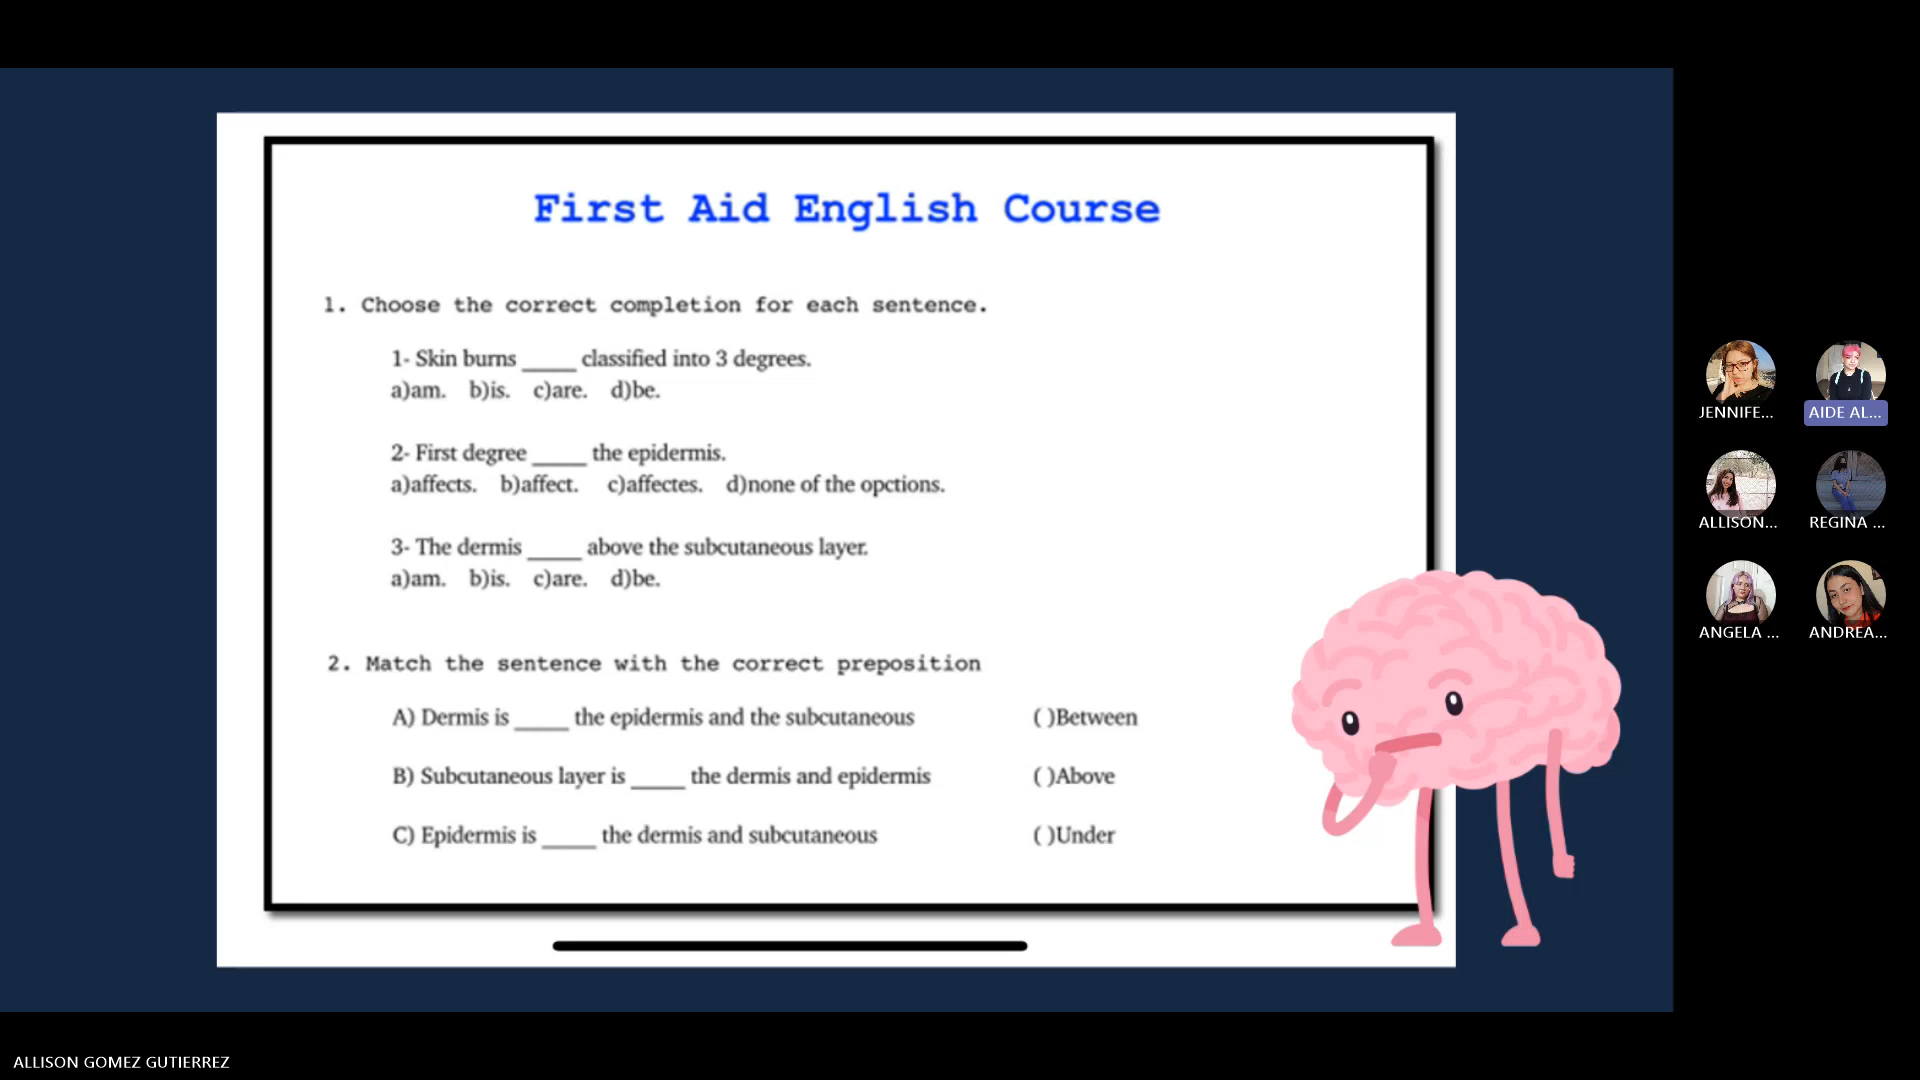 First Aid English Course
1. Choose the correct completion for each sentence.
1- Skin burns _____ classified into 3 degrees.
a)am. b)is. c)are. d)be.
2- First degree _____ the epidermis.
a)affects. b)affect. c)affectes. d)none of the opctions.
3- The dermis _____ above the subcutaneous layer.
a)am. b)is. c)are. d)be.
2. Match the sentence with the correct preposition
A) Dermis is _____ the epidermis and the subcutaneous ( )Between
B) Subcutaneous layer is _____ the dermis and epidermis ( )Above
C) Epidermis is _____ the dermis and subcutaneous ( )Under
JENNIFE... AIDE AL...
ALLISON... REGINA ...
ANGELA ... ANDREA...
ALLISON GOMEZ GUTIERREZ